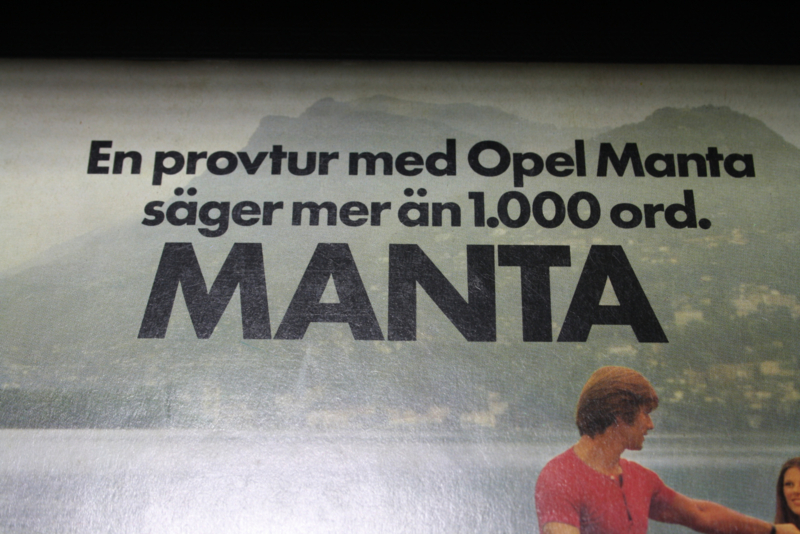 En provtur med Opel Manta
säger mer än 1.000 ord.
MANTA